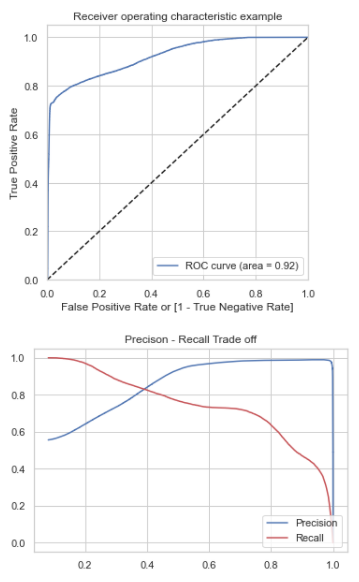 Receiver operating characteristic example
1.0
0.8
0.6
0.4
0.2
0.0
True Positive Rate
0.0 0.2 0.4 0.6 0.8 1.0
ROC curve (area = 0.92)
False Positive Rate or [1 - True Negative Rate]
Precison - Recall Trade off
1.0
0.8
0.6
0.4
0.2
0.0
Precision
Recall
0.2 0.4 0.6 0.8 1.0